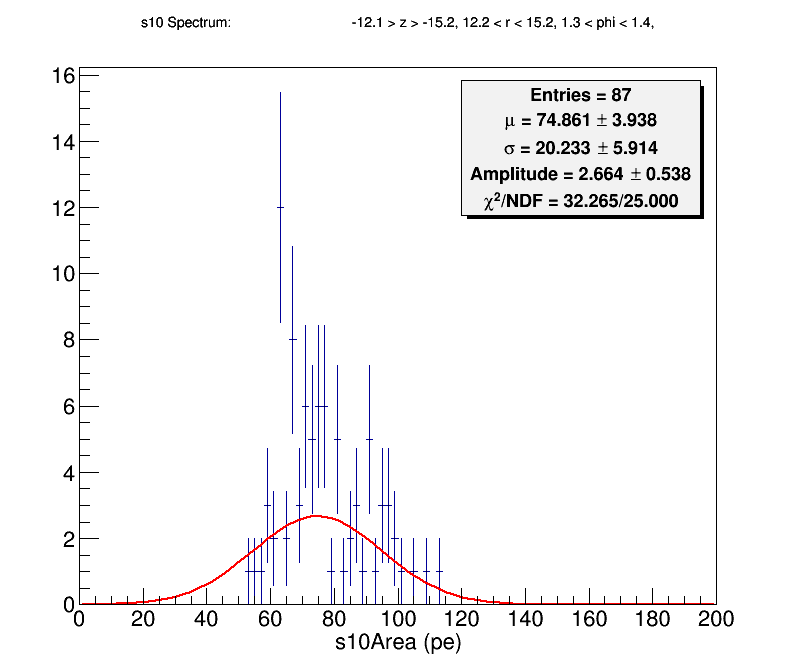 s10 Spectrum: -12.1 > z > -15.2, 12.2 < r < 15.2, 1.3 < phi < 1.4,
Entries = 87
μ = 74.861 ± 3.938
σ = 20.233 ± 5.914
Amplitude = 2.664 ± 0.538
χ²/NDF = 32.265/25.000
16
14
12
10
8
6
4
2
0
0 20 40 60 80 100 120 140 160 180 200
s10Area (pe)